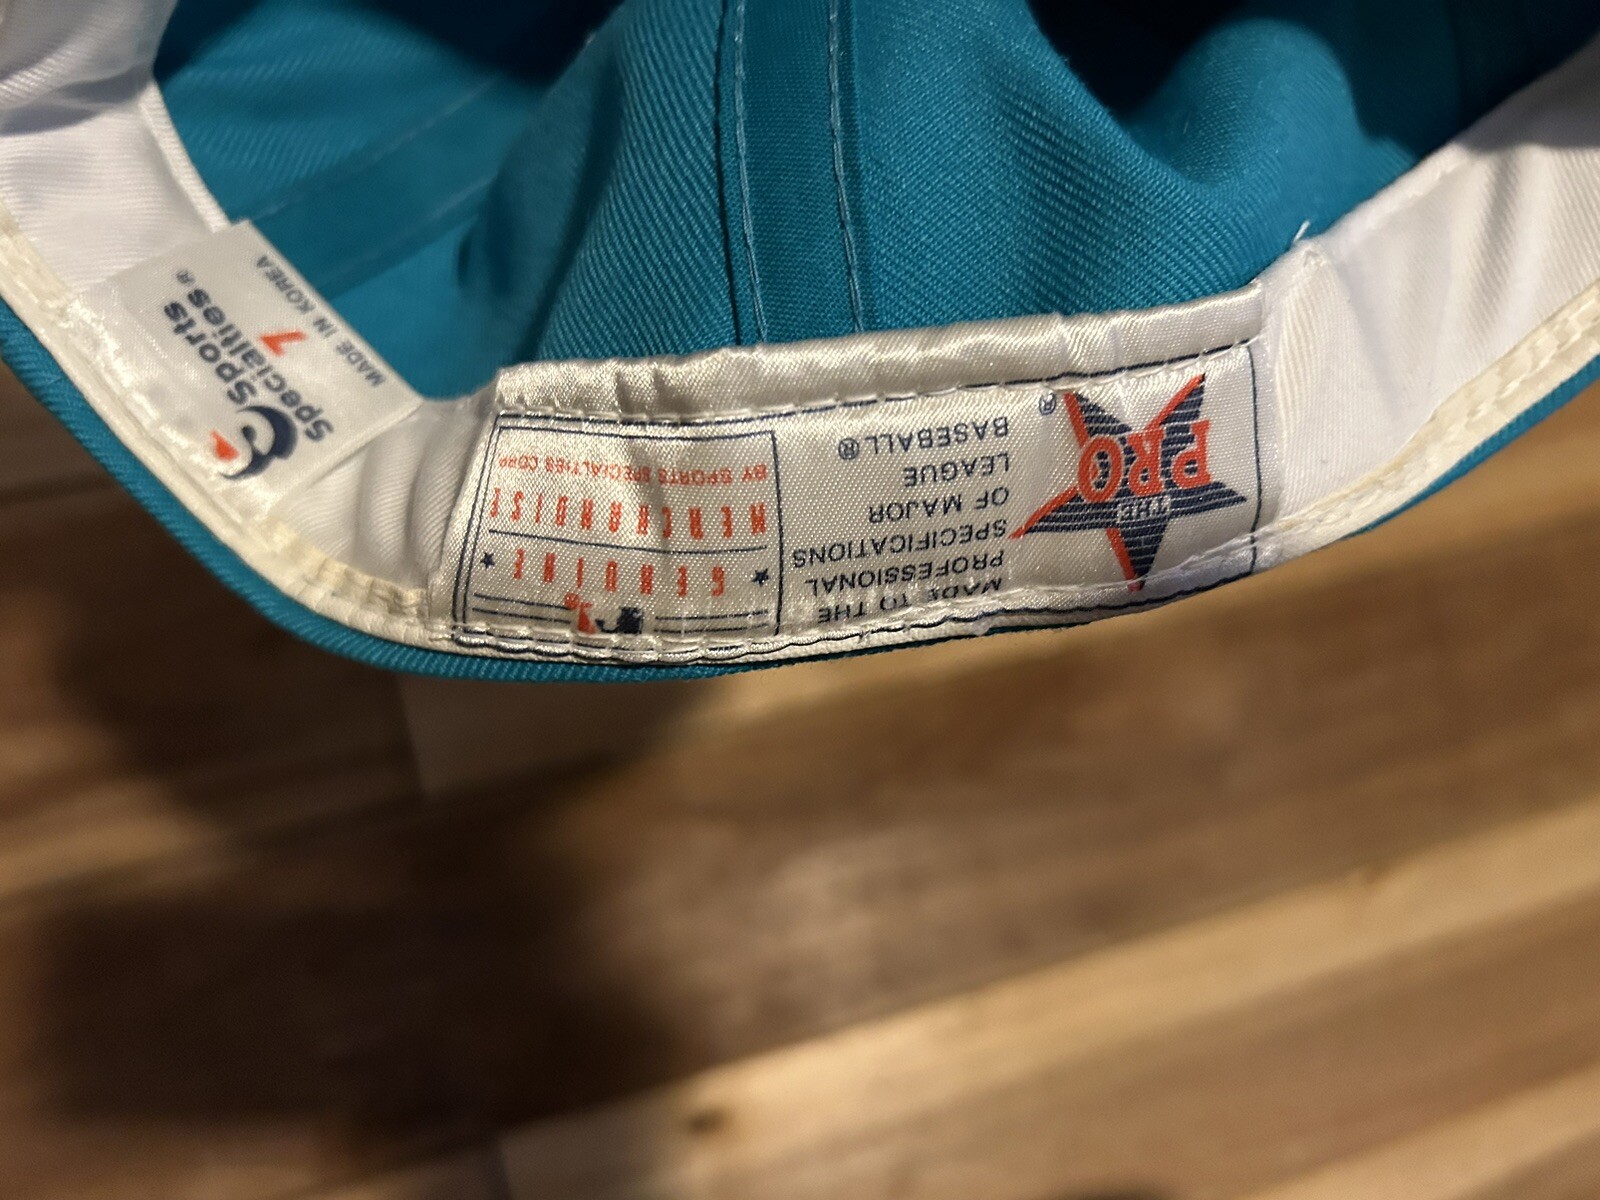 Sports
Specialties®
7
MADE IN KOREA
THE
PRO
®
MADE TO THE
PROFESSIONAL
SPECIFICATIONS
OF MAJOR
LEAGUE
BASEBALL®
GENUINE
MERCHANDISE
BY SPORTS SPECIALTIES CORP